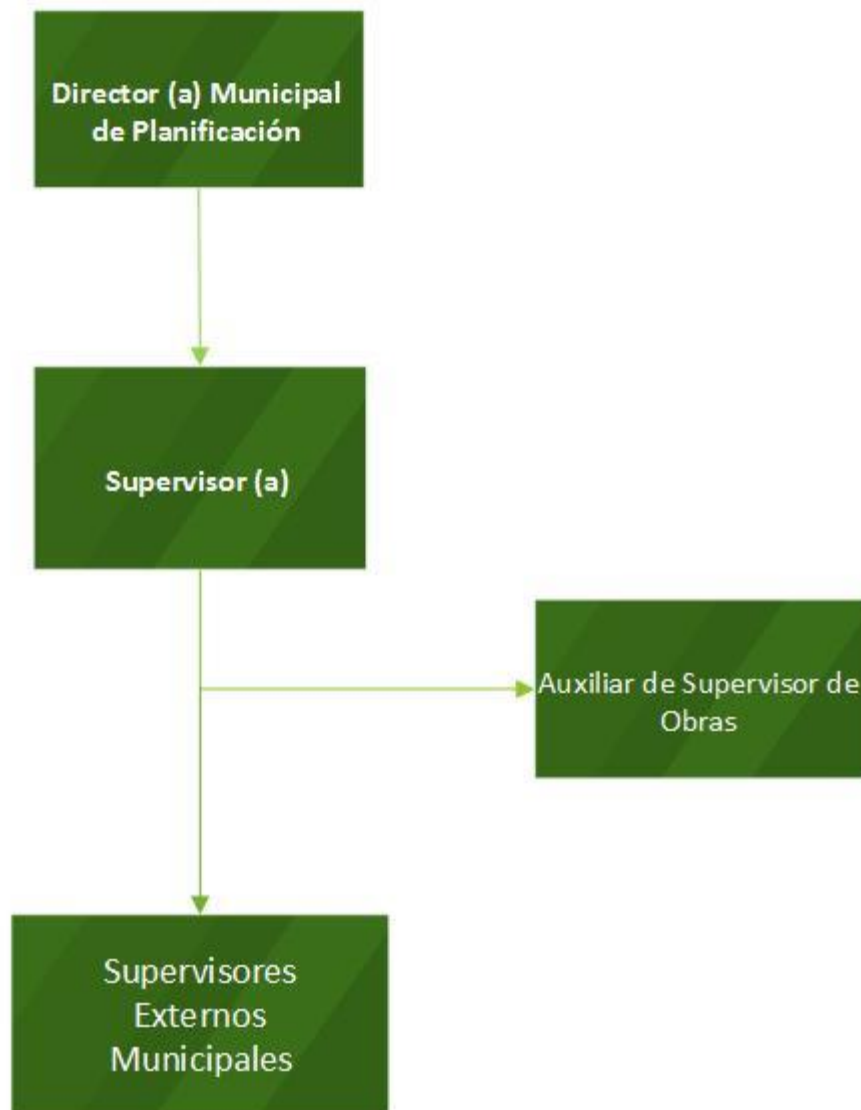 Director (a) Municipal
de Planificación
Supervisor (a)
Auxiliar de Supervisor de
Obras
Supervisores
Externos
Municipales